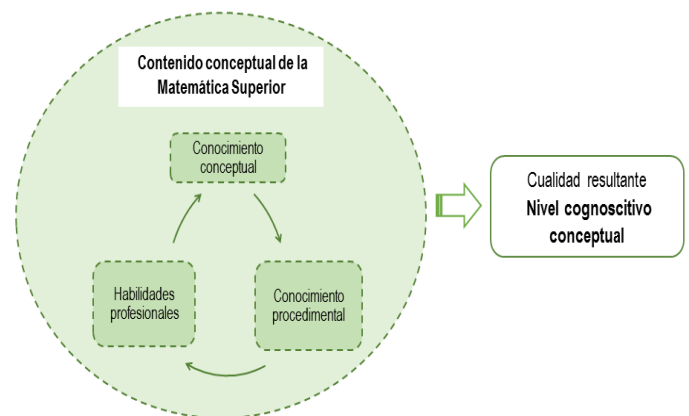 Contenido conceptual de la
Matemática Superior
Conocimiento
conceptual
Habilidades
profesionales
Conocimiento
procedimental
Cualidad resultante
Nivel cognoscitivo
conceptual